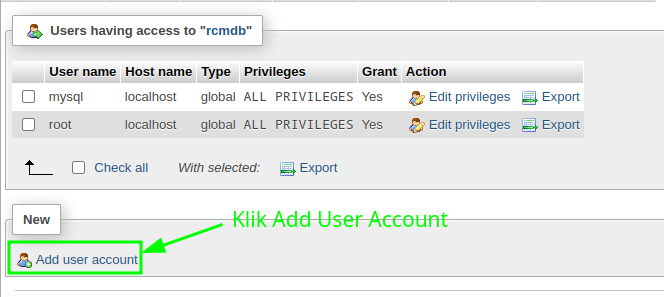 Users having access to "rcmdb"
User name Host name Type Privileges Grant Action
mysql localhost global ALL PRIVILEGES Yes Edit privileges Export
root localhost global ALL PRIVILEGES Yes Edit privileges Export
Check all With selected: Export
New
Klik Add User Account
Add user account